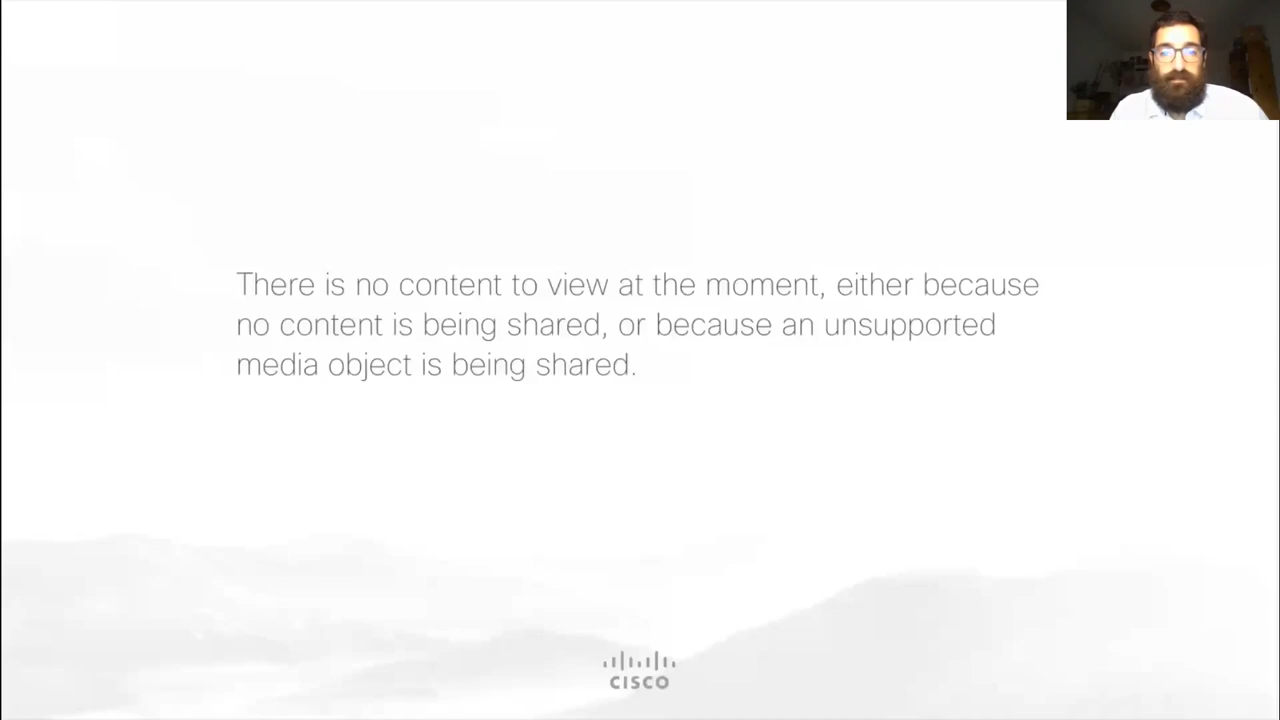 There is no content to view at the moment, either because
no content is being shared, or because an unsupported
media object is being shared.
CISCO